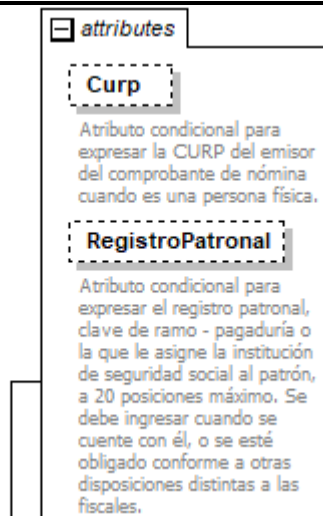 attributes
Curp
Atributo condicional para
expresar la CURP del emisor
del comprobante de nómina
cuando es una persona física.
RegistroPatronal
Atributo condicional para
expresar el registro patronal,
clave de ramo - pagaduría o
la que le asigne la institución
de seguridad social al patrón,
a 20 posiciones máximo. Se
debe ingresar cuando se
cuente con él, o se esté
obligado conforme a otras
disposiciones distintas a las
fiscales.